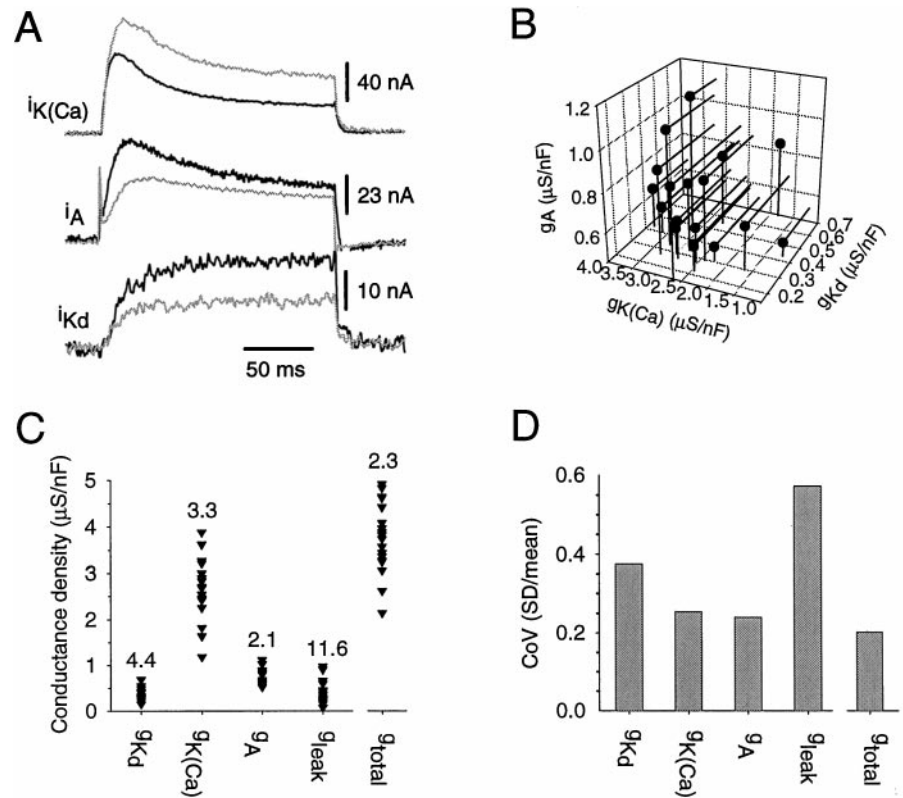 A
iK(Ca)
40 nA
iA
23 nA
iKd
10 nA
50 ms
B
gA (µS/nF)
1.2
1.0
0.8
0.6
4.0
3.5
3.0
2.5
2.0
1.5
1.0
gK(Ca) (µS/nF)
0.2
0.3
0.4
0.5
0.6
0.7
gKd (µS/nF)
C
Conductance density (µS/nF)
5
4
3
2
1
0
4.4
3.3
2.1
11.6
2.3
gKd
gK(Ca)
gA
gleak
gtotal
D
CoV (SD/mean)
0.6
0.4
0.2
0.0
gKd
gK(Ca)
gA
gleak
gtotal